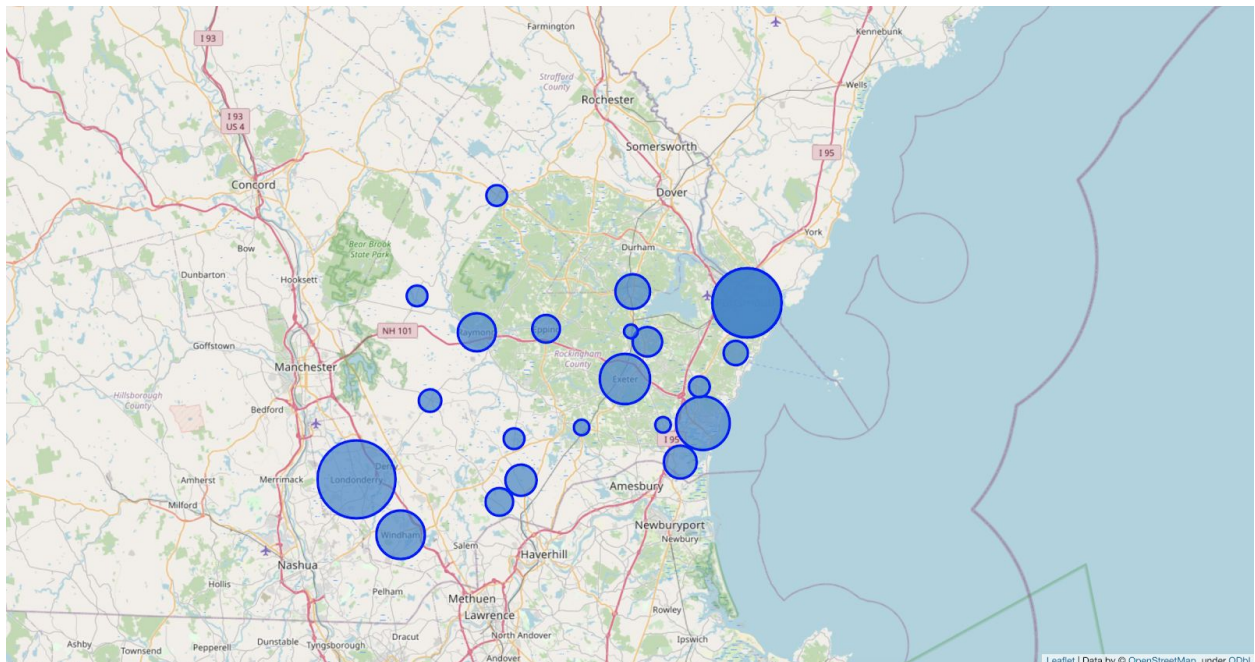 Farmington
Kennebunk
I 93
Strafford
County
Wells
Rochester
I 93
US 4
Somersworth
I 95
Concord
Dover
York
Bow
Bear Brook
State Park
Durham
Dunbarton
Hooksett
NH 101
Raymond
Epping
Goffstown
Rockingham
County
Manchester
Exeter
Hillsborough
County
Bedford
I 95
Derry
Londonderry
Amherst
Merrimack
Amesbury
Milford
Newburyport
Windham
Newbury
Salem
Haverhill
Nashua
Hollis
Pelham
Methuen
Lawrence
Rowley
Ashby
Townsend
Pepperell
Dunstable
Tyngsborough
Dracut
North Andover
Andover
Ipswich
Leaflet | Data by © OpenStreetMap, under ODbL